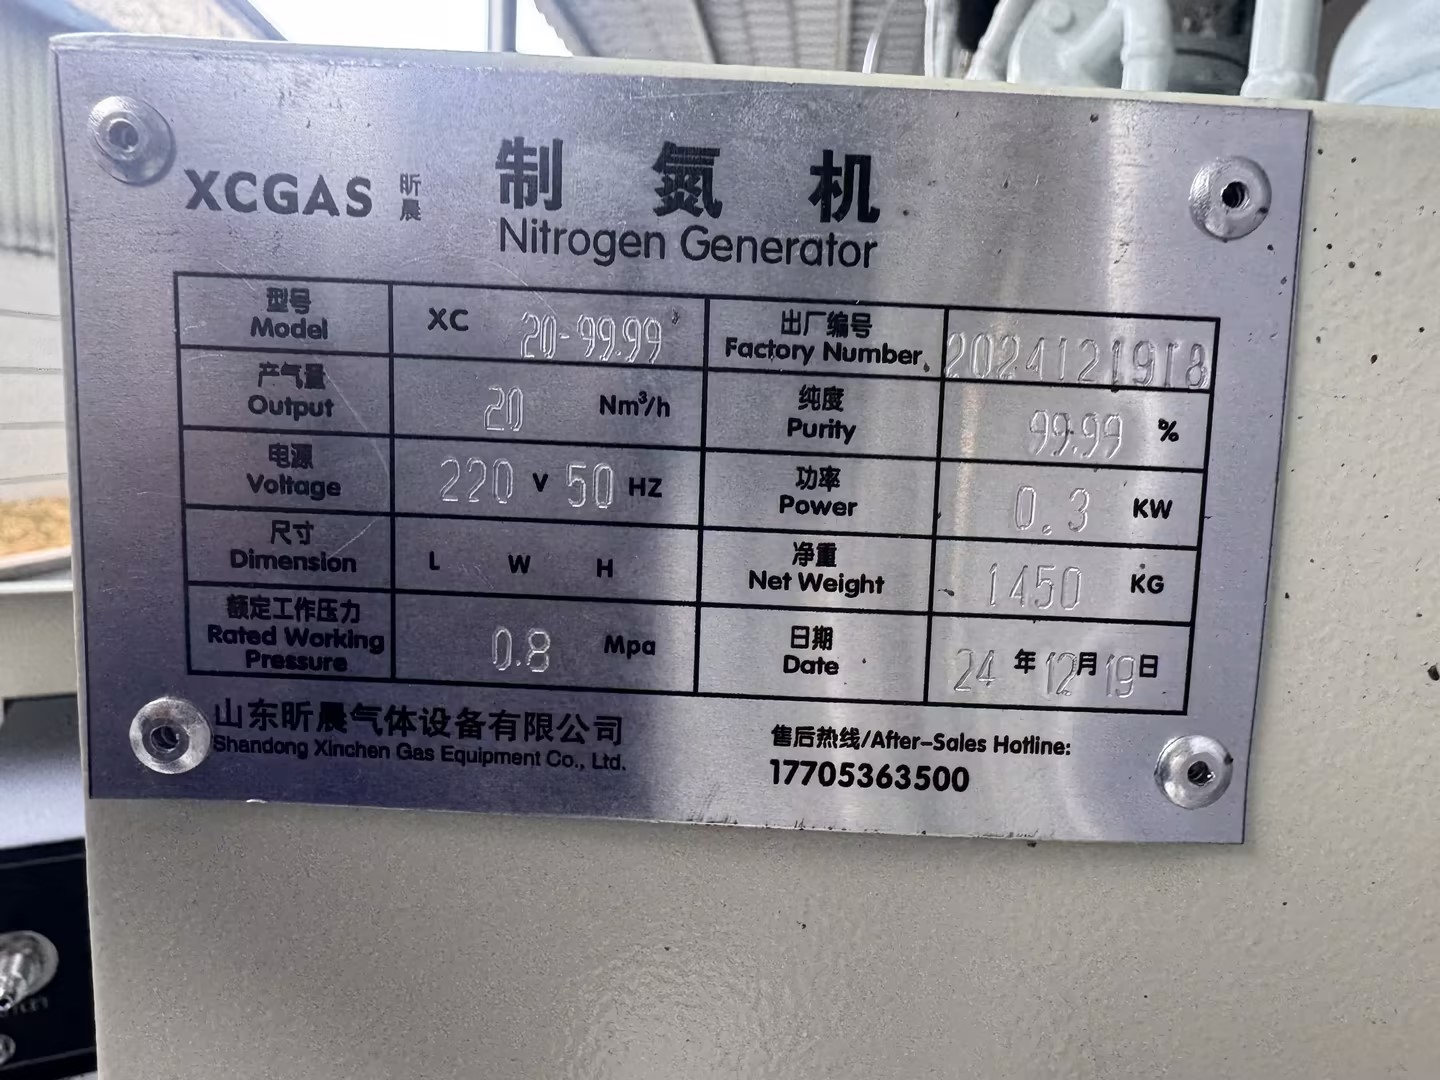 XCGAS 昕晨 制氮机
Nitrogen Generator
型号 Model XC 20-99.99 出厂编号 Factory Number 2024121918
产气量 Output 20 Nm³/h 纯度 Purity 99.99 %
电源 Voltage 220 V 50 HZ 功率 Power 0.3 KW
尺寸 Dimension L W H 净重 Net Weight 1450 KG
额定工作压力 Rated Working Pressure 0.8 Mpa 日期 Date 24 年 12 月 19 日
山东昕晨气体设备有限公司
Shandong Xinchen Gas Equipment Co., Ltd.
售后热线/After-Sales Hotline:
17705363500